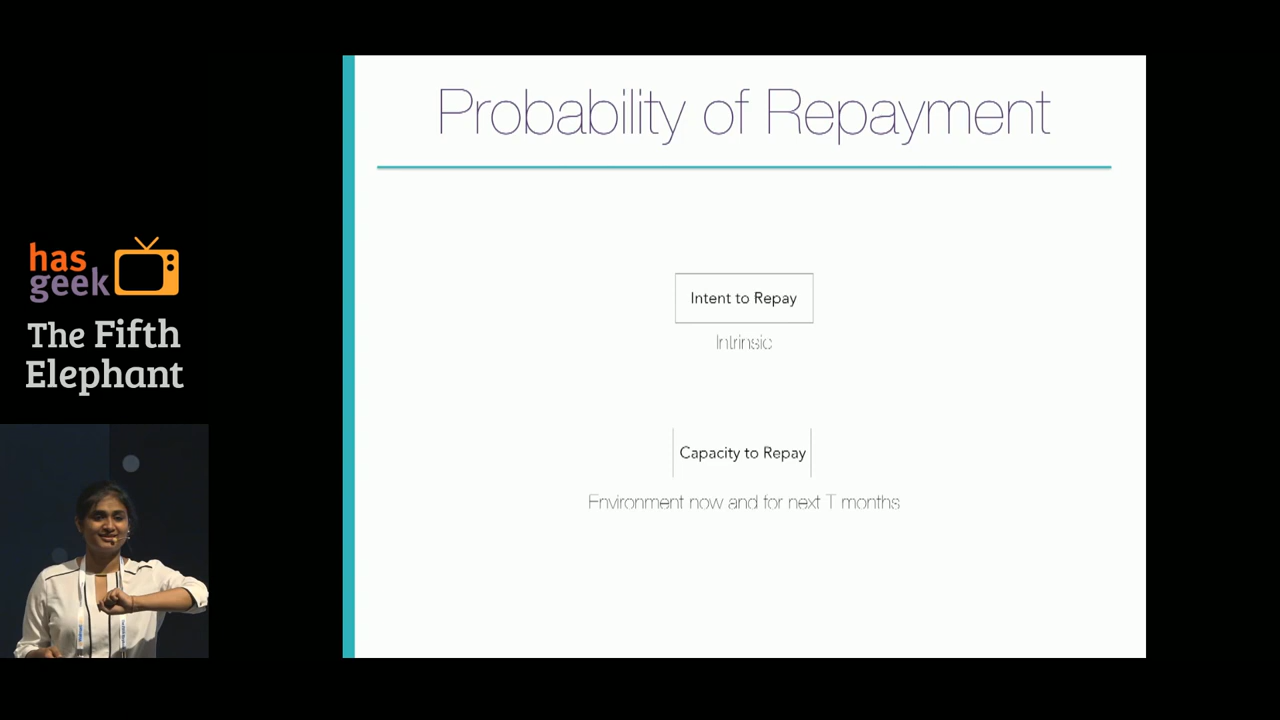 Probability of Repayment
has
geek
The Fifth
Elephant
Intent to Repay
Intrinsic
Capacity to Repay
Environment now and for next T months